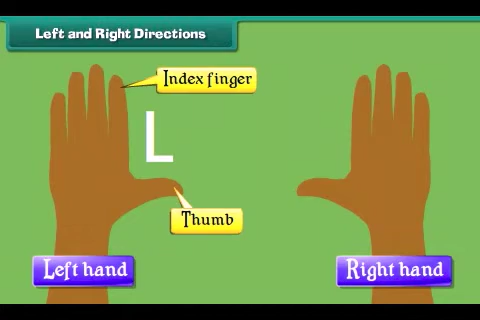 Left and Right Directions
Index finger
L
Thumb
Left hand
Right hand